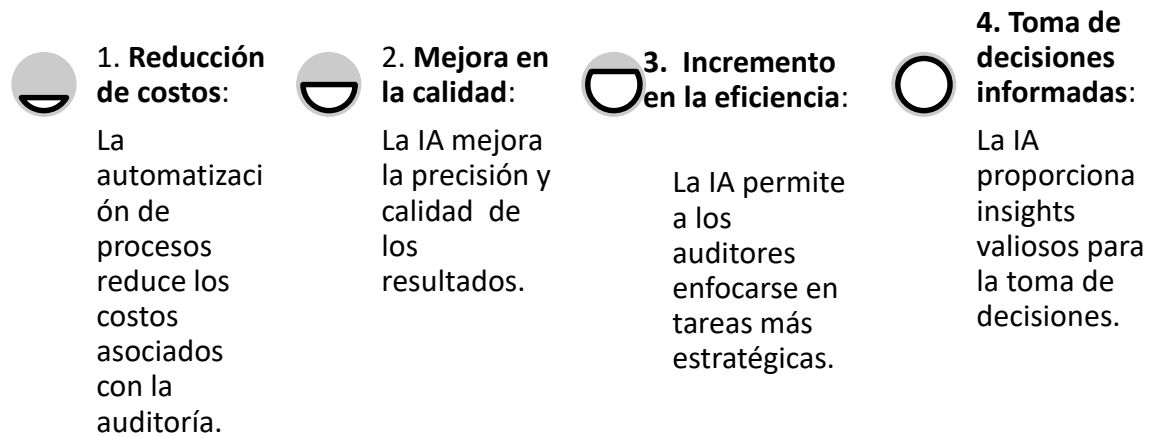 1. Reducción
de costos:
La
automatizaci
ón de
procesos
reduce los
costos
asociados
con la
auditoría.
2. Mejora en
la calidad:
La IA mejora
la precisión y
calidad de
los
resultados.
3. Incremento
en la eficiencia:
La IA permite
a los
auditores
enfocarse en
tareas más
estratégicas.
4. Toma de
decisiones
informadas:
La IA
proporciona
insights
valiosos para
la toma de
decisiones.